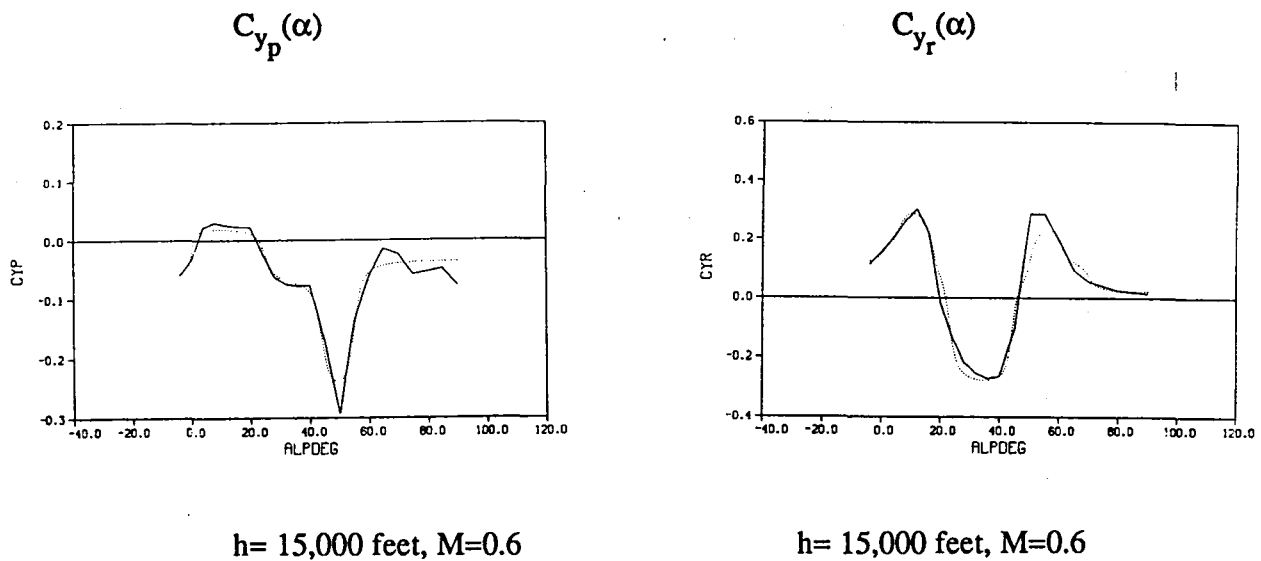 C_{y_p}(α)
C_{y_r}(α)
0.2
0.1
0.0
-0.1
-0.2
-0.3
CYP
-40.0 -20.0 0.0 20.0 40.0 60.0 80.0 100.0 120.0
ALPDEG
0.6
0.4
0.2
0.0
-0.2
-0.4
CYR
-40.0 -20.0 0.0 20.0 40.0 60.0 80.0 100.0 120.0
ALPDEG
h= 15,000 feet, M=0.6
h= 15,000 feet, M=0.6